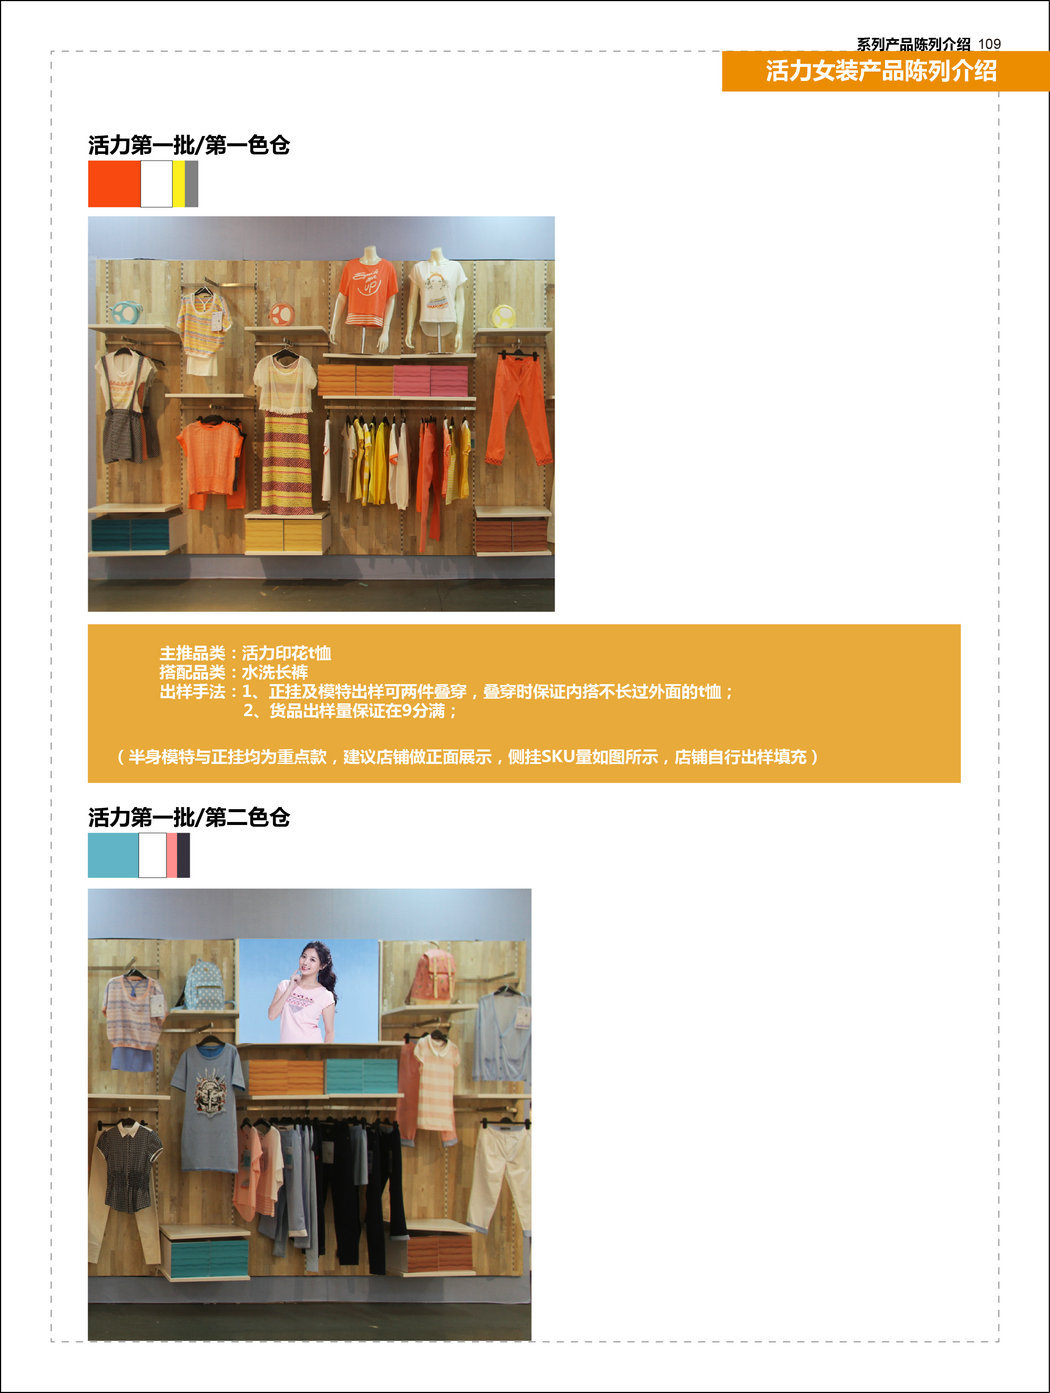 系列产品陈列介绍 109
活力女装产品陈列介绍
活力第一批/第一色仓
主推品类：活力印花t恤
搭配品类：水洗长裤
出样手法：1、正挂及模特出样可两件叠穿，叠穿时保证内搭不长过外面的t恤；
2、货品出样量保证在9分满；
（半身模特与正挂均为重点款，建议店铺做正面展示，侧挂SKU量如图所示，店铺自行出样填充）
活力第一批/第二色仓